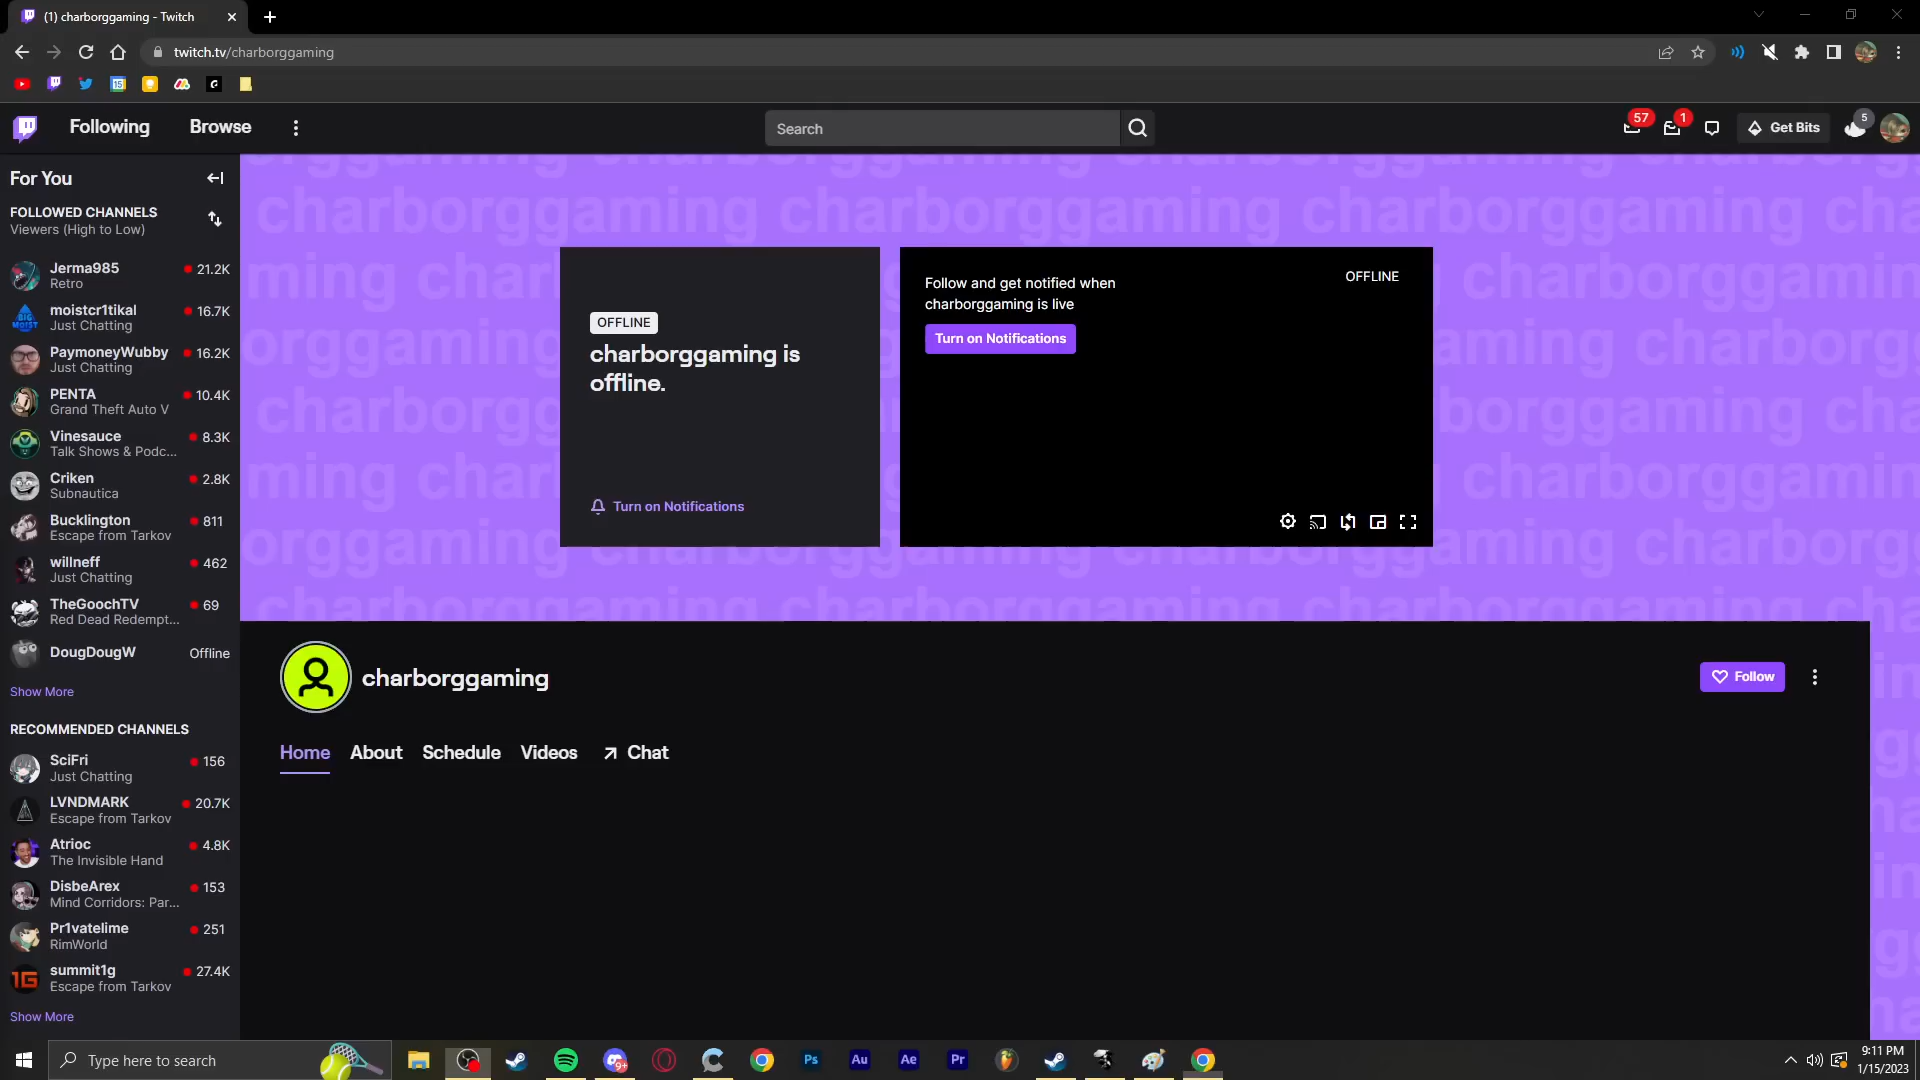 (1) charborggaming - Twitch
twitch.tv/charborggaming
Following
Browse
Search
57
1
Get Bits
5
For You
FOLLOWED CHANNELS
Viewers (High to Low)
Jerma985
21.2K
Retro
moistcr1tikal
16.7K
Just Chatting
PaymoneyWubby
16.2K
Just Chatting
PENTA
10.4K
Grand Theft Auto V
Vinesauce
8.3K
Talk Shows & Podc...
Criken
2.8K
Subnautica
Bucklington
811
Escape from Tarkov
willneff
462
Just Chatting
TheGoochTV
69
Red Dead Redempt...
DougDougW
Offline
Show More
RECOMMENDED CHANNELS
SciFri
156
Just Chatting
LVNDMARK
20.7K
Escape from Tarkov
Atrioc
4.8K
The Invisible Hand
DisbeArex
153
Mind Corridors: Par...
Pr1vatelime
251
RimWorld
summit1g
27.4K
Escape from Tarkov
Show More
charborggaming charborggaming charborggaming
OFFLINE
charborggaming is
offline.
Turn on Notifications
Follow and get notified when
charborggaming is live
Turn on Notifications
OFFLINE
charborggaming
Follow
Home
About
Schedule
Videos
Chat
Type here to search
9+
Ps
Au
Ae
Pr
9:11 PM
1/15/2023